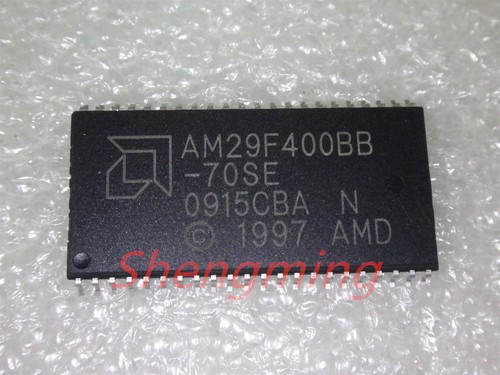 AM29F400BB
-70SE
0915CBA N
© 1997 AMD
Shengming